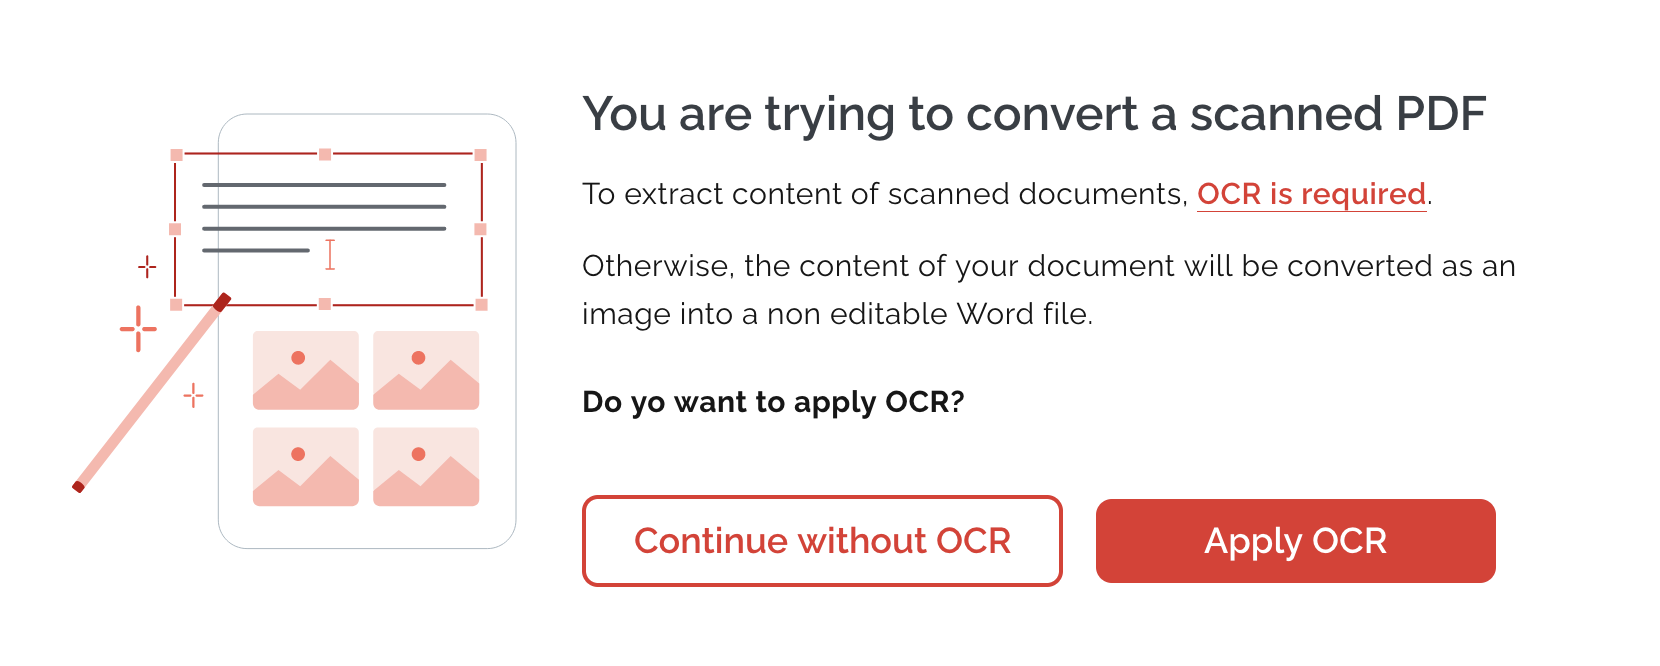 You are trying to convert a scanned PDF
To extract content of scanned documents, OCR is required.
Otherwise, the content of your document will be converted as an
image into a non editable Word file.
Do yo want to apply OCR?
Continue without OCR
Apply OCR